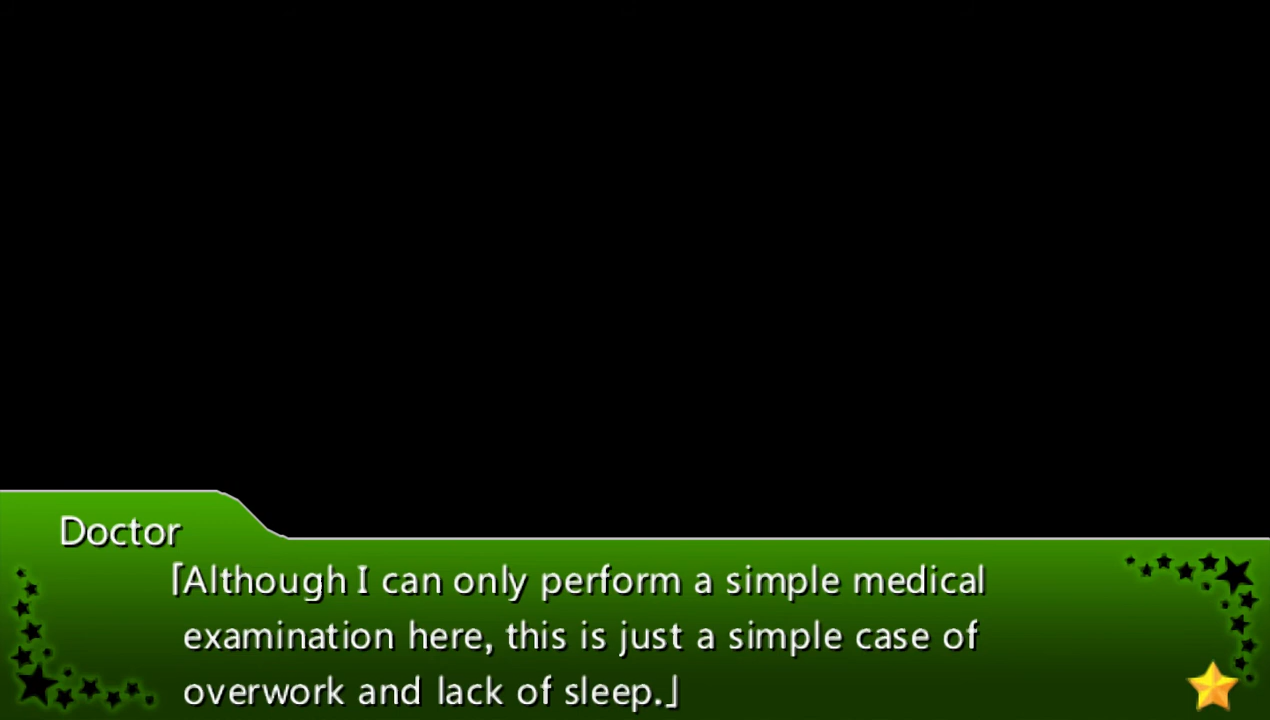 Doctor
「Although I can only perform a simple medical
examination here, this is just a simple case of
overwork and lack of sleep.」